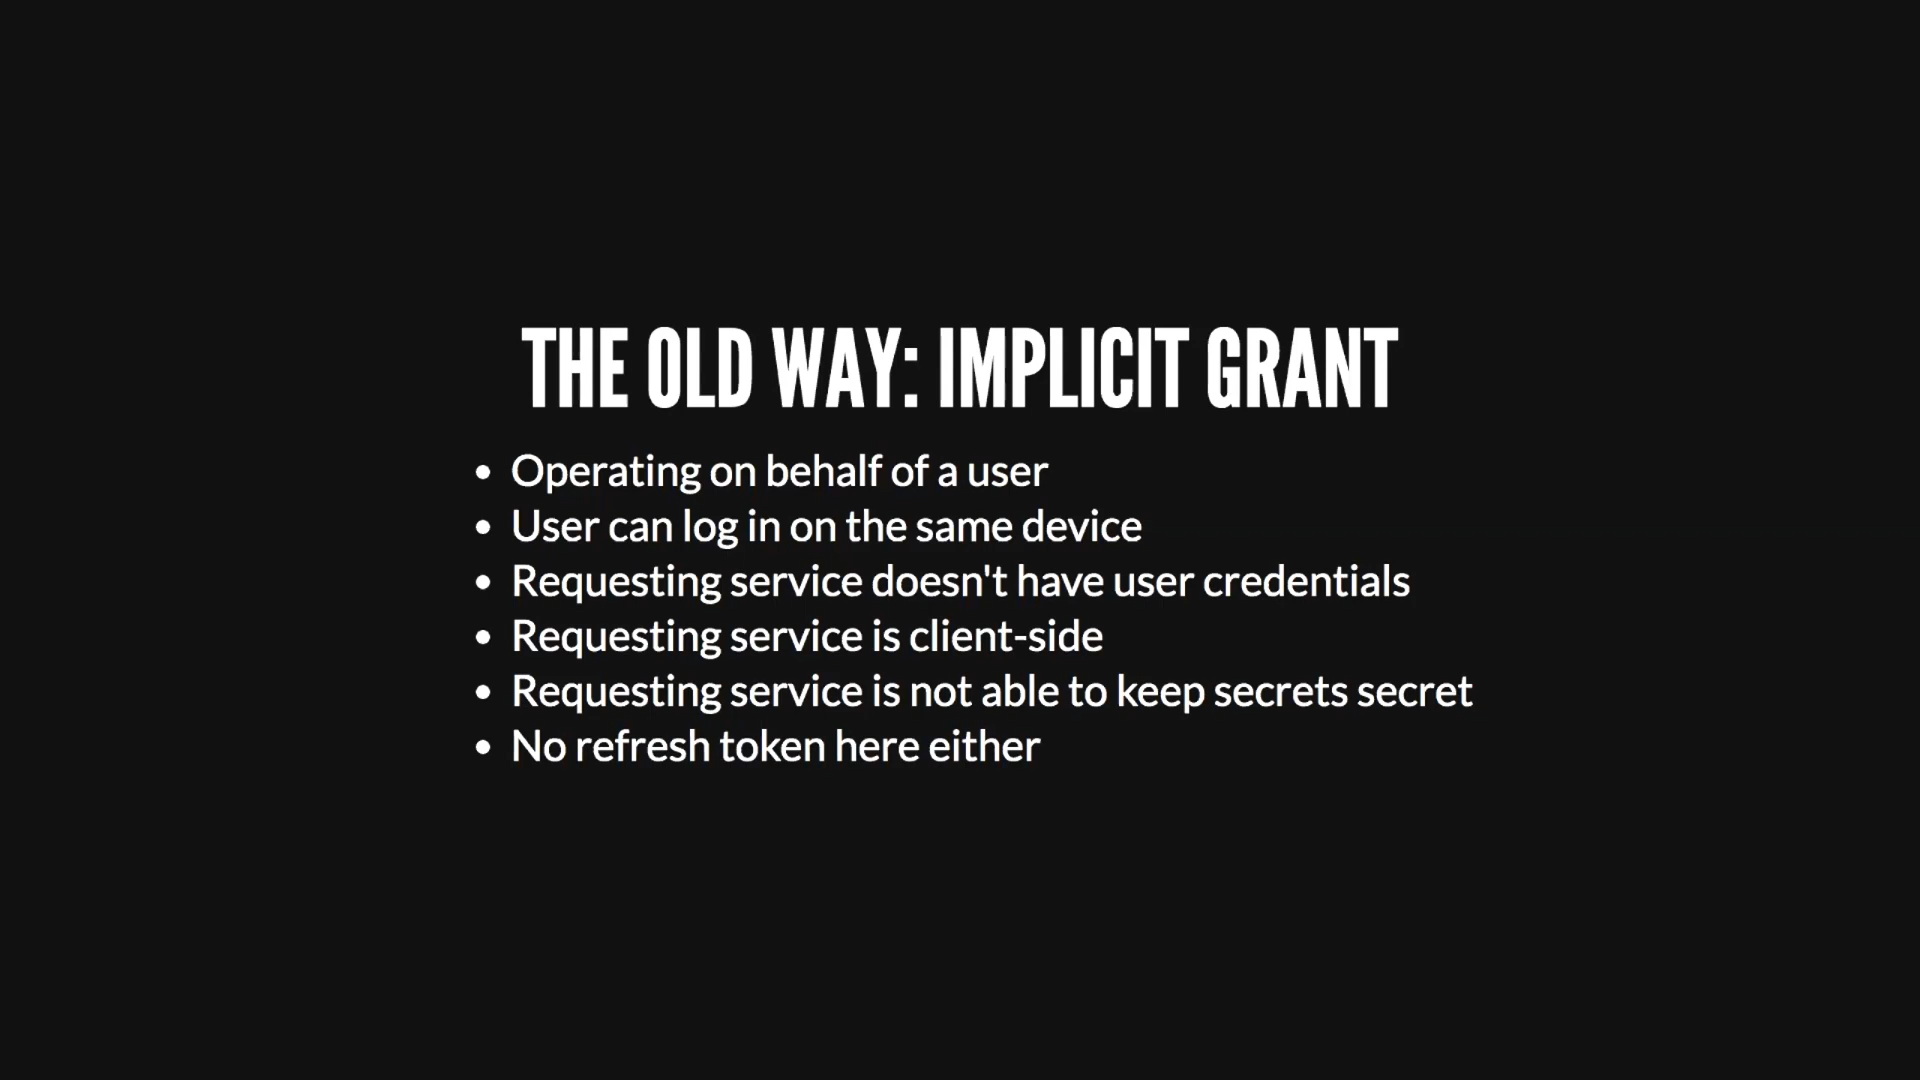 THE OLD WAY: IMPLICIT GRANT
• Operating on behalf of a user
• User can log in on the same device
• Requesting service doesn't have user credentials
• Requesting service is client-side
• Requesting service is not able to keep secrets secret
• No refresh token here either